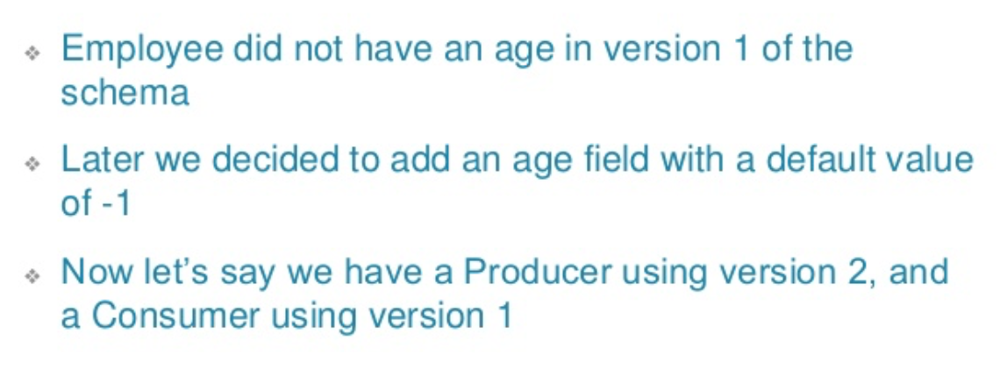 ❖ Employee did not have an age in version 1 of the
schema
❖ Later we decided to add an age field with a default value
of -1
❖ Now let’s say we have a Producer using version 2, and
a Consumer using version 1